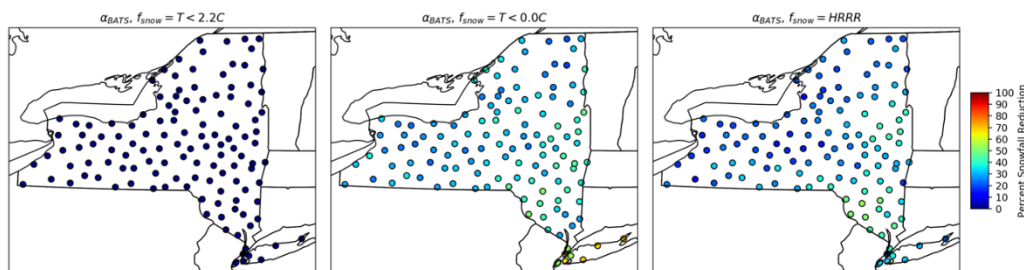 α_BATS, f_snow = T < 2.2C
α_BATS, f_snow = T < 0.0C
α_BATS, f_snow = HRRR
100
90
80
70
60
50
40
30
20
10
0
Percent Snowfall Reduction